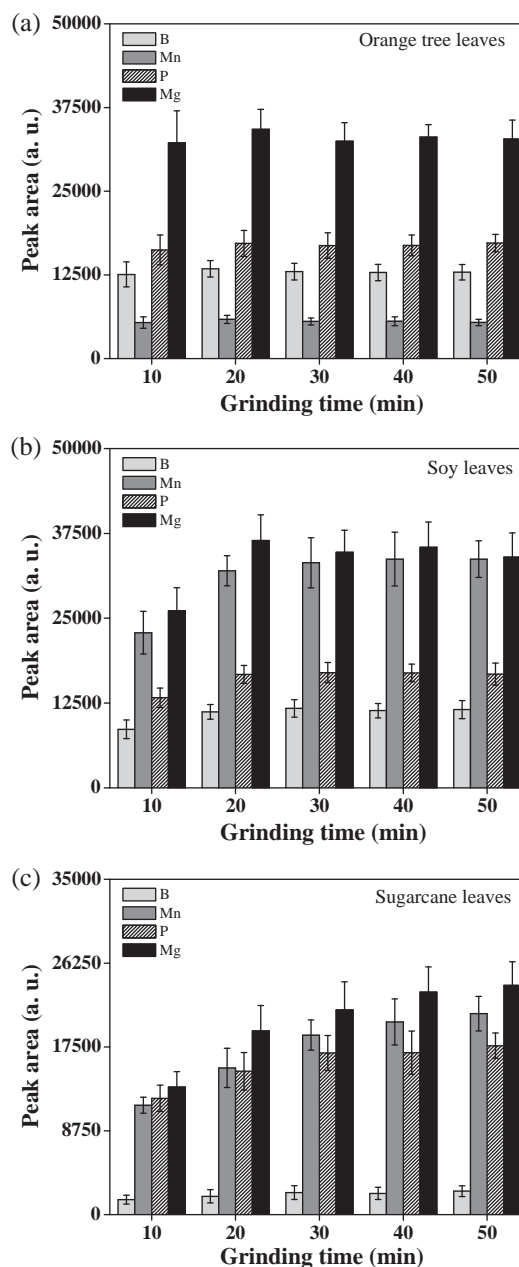 (a)
50000
37500
25000
12500
0
Peak area (a. u.)
B
Mn
P
Mg
Orange tree leaves
10 20 30 40 50
Grinding time (min)
(b)
50000
37500
25000
12500
0
Peak area (a. u.)
B
Mn
P
Mg
Soy leaves
10 20 30 40 50
Grinding time (min)
(c)
35000
26250
17500
8750
0
Peak area (a. u.)
B
Mn
P
Mg
Sugarcane leaves
10 20 30 40 50
Grinding time (min)